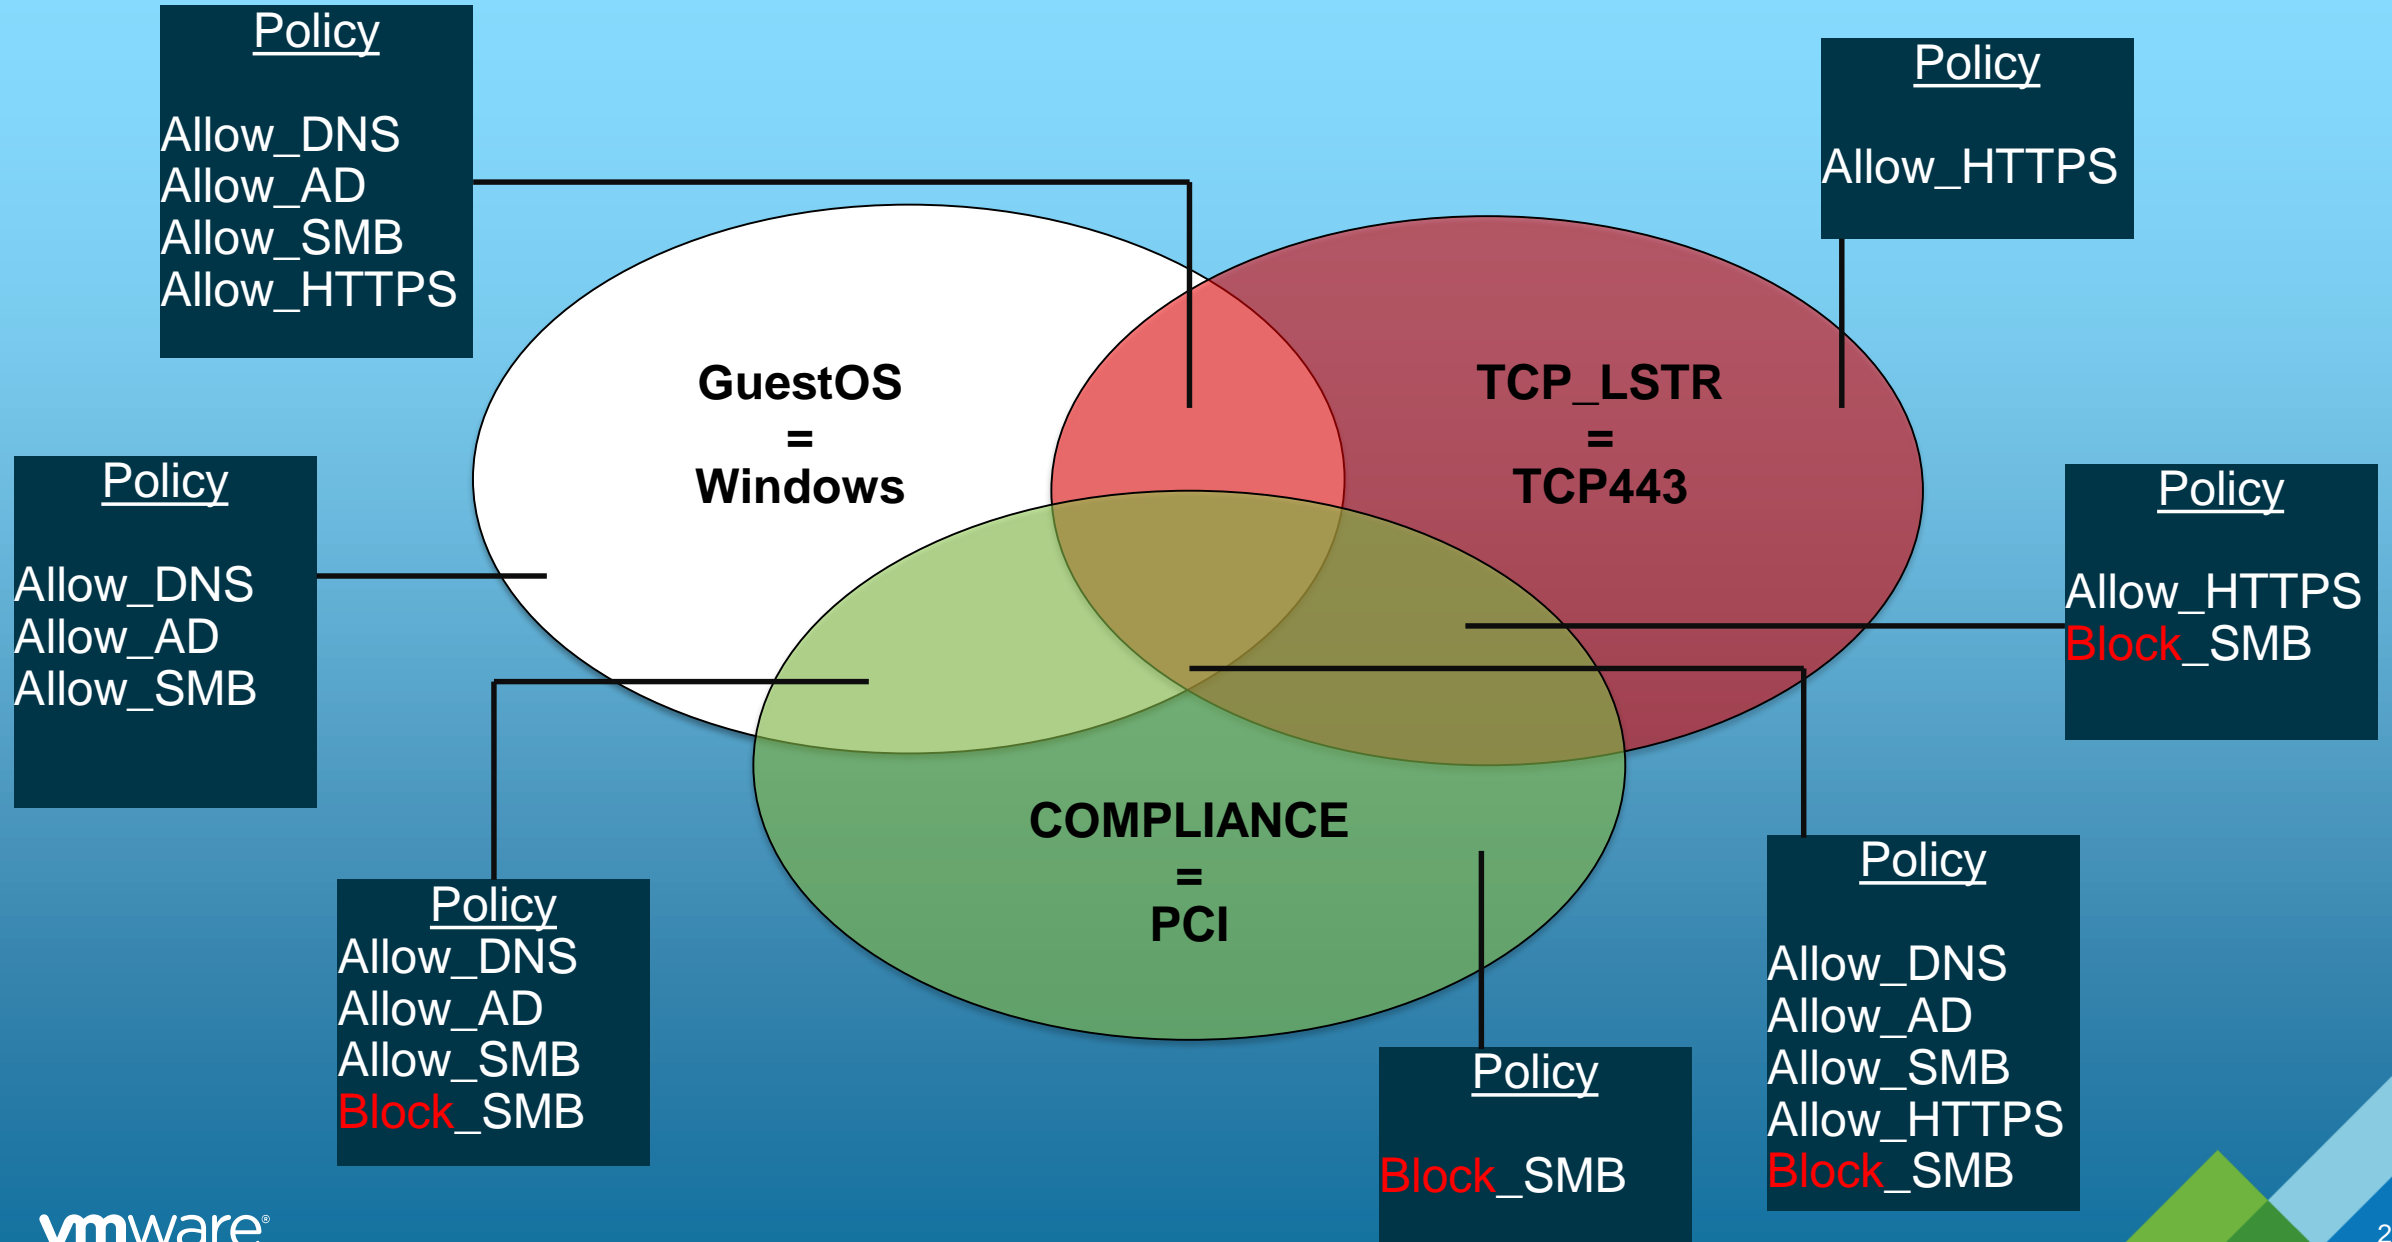 Policy
Allow_DNS
Allow_AD
Allow_SMB
Allow_HTTPS
Policy
Allow_HTTPS
GuestOS
=
Windows
TCP_LSTR
=
TCP443
Policy
Allow_DNS
Allow_AD
Allow_SMB
Policy
Allow_HTTPS
Block_SMB
COMPLIANCE
=
PCI
Policy
Allow_DNS
Allow_AD
Allow_SMB
Block_SMB
Policy
Block_SMB
Policy
Allow_DNS
Allow_AD
Allow_SMB
Allow_HTTPS
Block_SMB
vmware®
2